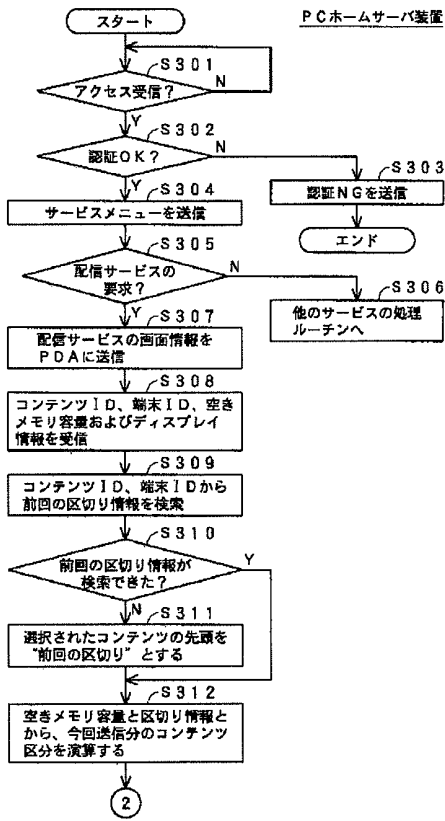 スタート
PCホームサーバ装置
S301
アクセス受信?
N
Y
S302
認証OK?
N
Y
S303
認証NGを送信
エンド
S304
サービスメニューを送信
S305
配信サービスの
要求?
N
Y
S306
他のサービスの処理
ルーチンへ
S307
配信サービスの画面情報を
PDAに送信
S308
コンテンツID、端末ID、空き
メモリ容量およびディスプレイ
情報を受信
S309
コンテンツID、端末IDから
前回の区切り情報を検索
S310
前回の区切り情報が
検索できた?
Y
N
S311
選択されたコンテンツの先頭を
"前回の区切り"とする
S312
空きメモリ容量と区切り情報と
から、今回送信分のコンテンツ
区分を演算する
2